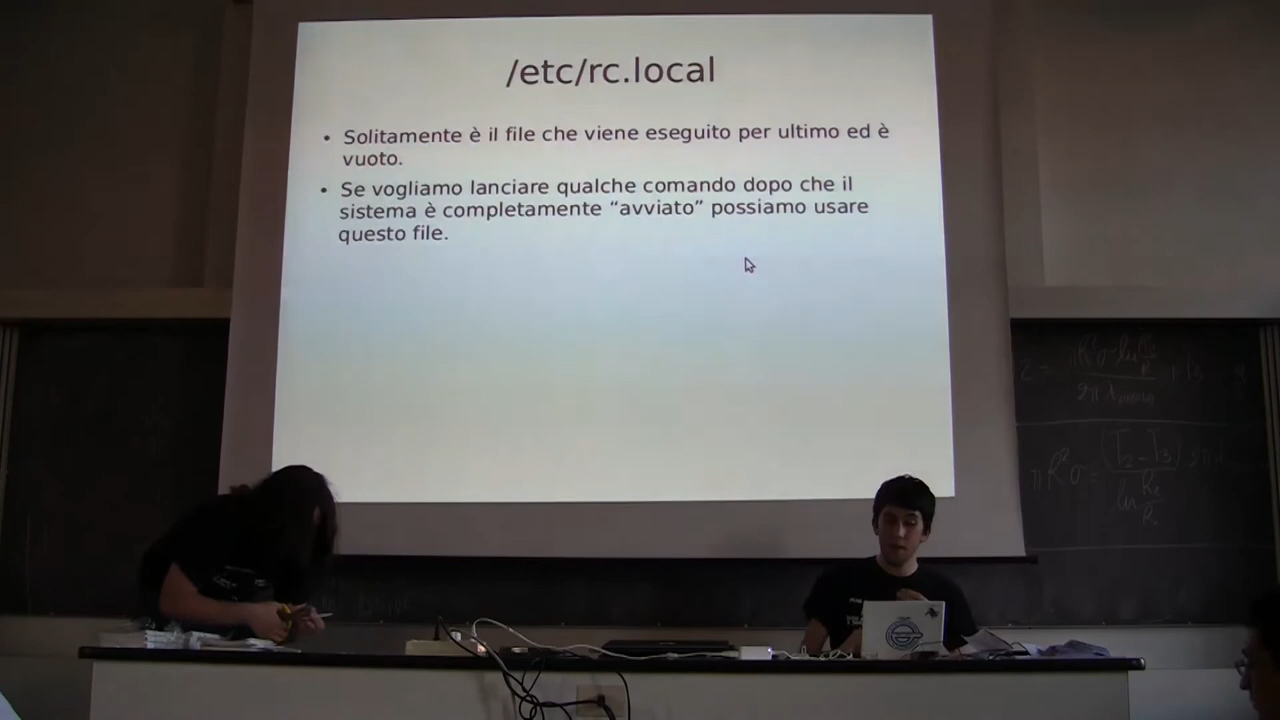 /etc/rc.local
• Solitamente è il file che viene eseguito per ultimo ed è
vuoto.
• Se vogliamo lanciare qualche comando dopo che il
sistema è completamente “avviato” possiamo usare
questo file.